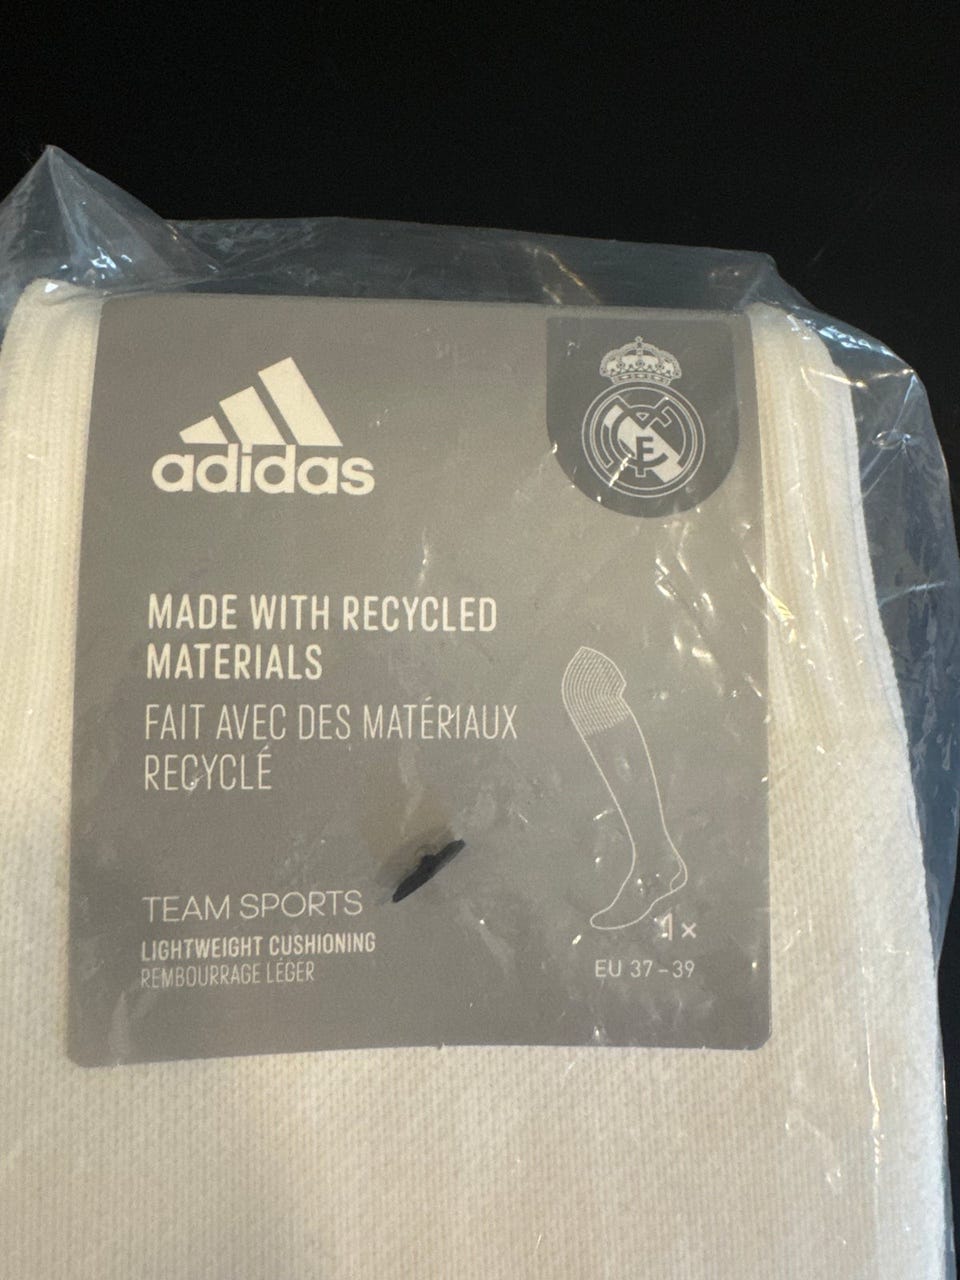 adidas
MADE WITH RECYCLED
MATERIALS
FAIT AVEC DES MATÉRIAUX
RECYCLÉ
TEAM SPORTS
LIGHTWEIGHT CUSHIONING
REMBOURRAGE LÉGER
1×
EU 37–39